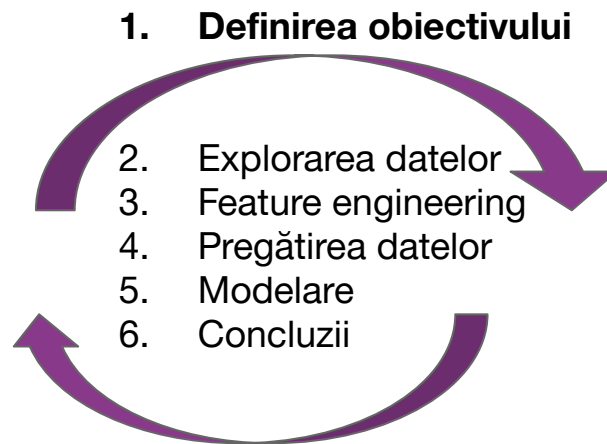 1. Definirea obiectivului
2. Explorarea datelor
3. Feature engineering
4. Pregătirea datelor
5. Modelare
6. Concluzii